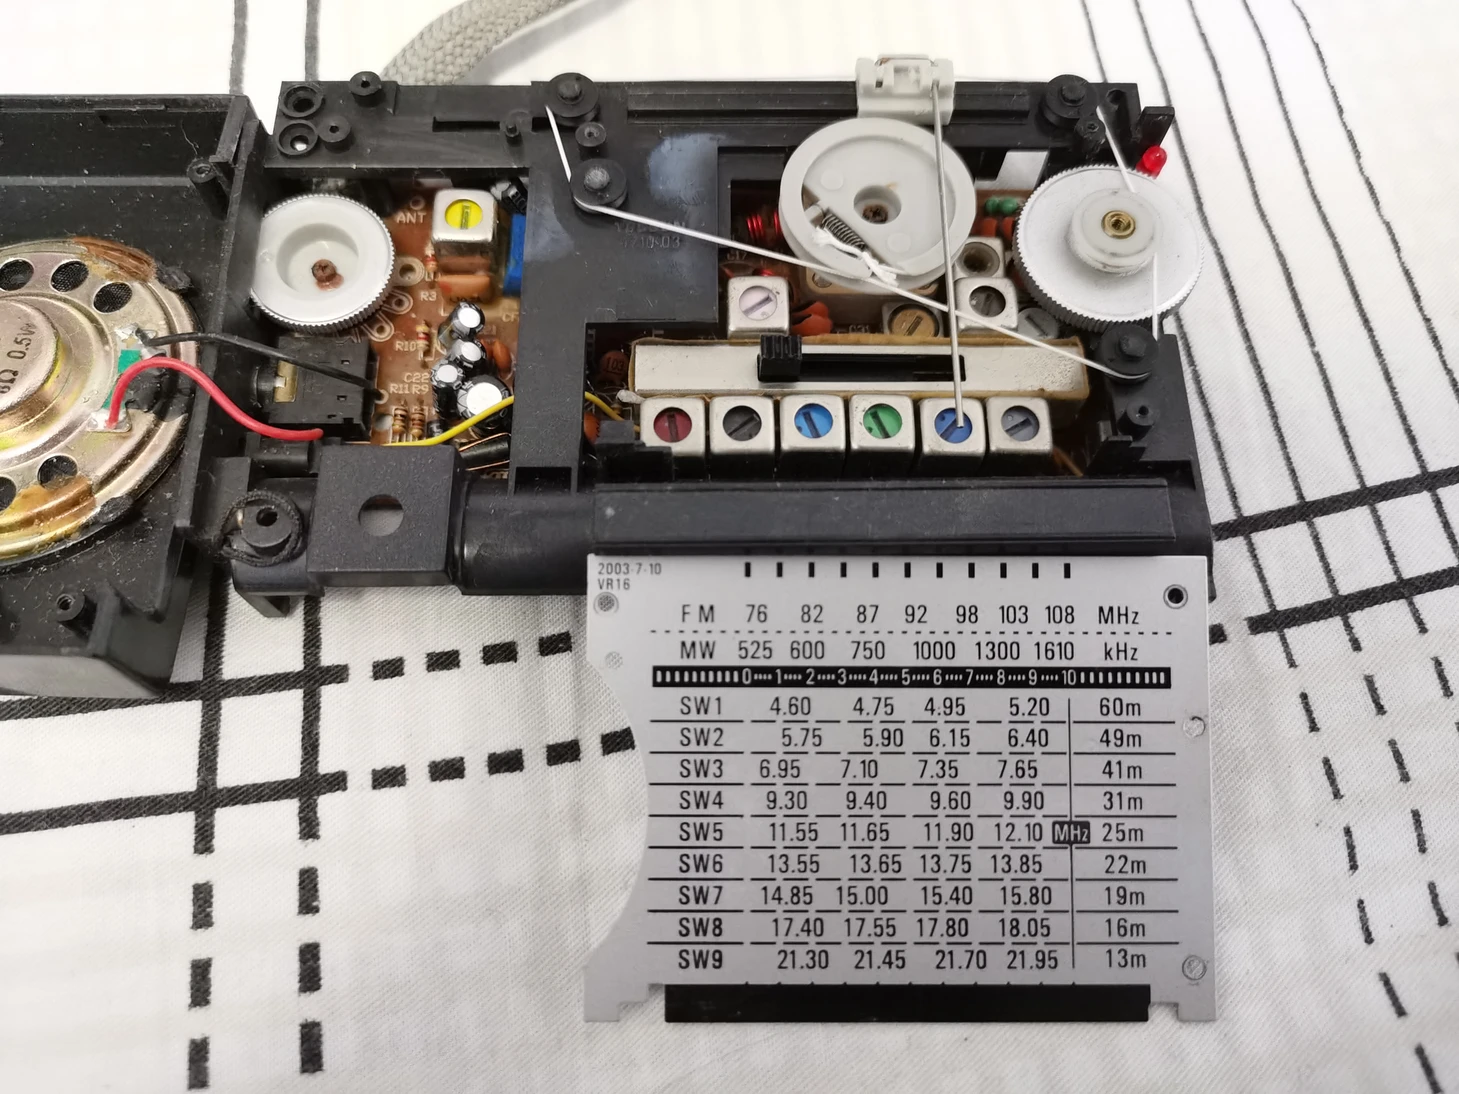 ANT
R3
R10
C22
R11 R9
C31
8Ω 0.5W
2003-7-10
VR16
FM 76 82 87 92 98 103 108 MHz
MW 525 600 750 1000 1300 1610 kHz
0 1 2 3 4 5 6 7 8 9 10
SW1 4.60 4.75 4.95 5.20 60m
SW2 5.75 5.90 6.15 6.40 49m
SW3 6.95 7.10 7.35 7.65 41m
SW4 9.30 9.40 9.60 9.90 31m
SW5 11.55 11.65 11.90 12.10 MHz 25m
SW6 13.55 13.65 13.75 13.85 22m
SW7 14.85 15.00 15.40 15.80 19m
SW8 17.40 17.55 17.80 18.05 16m
SW9 21.30 21.45 21.70 21.95 13m